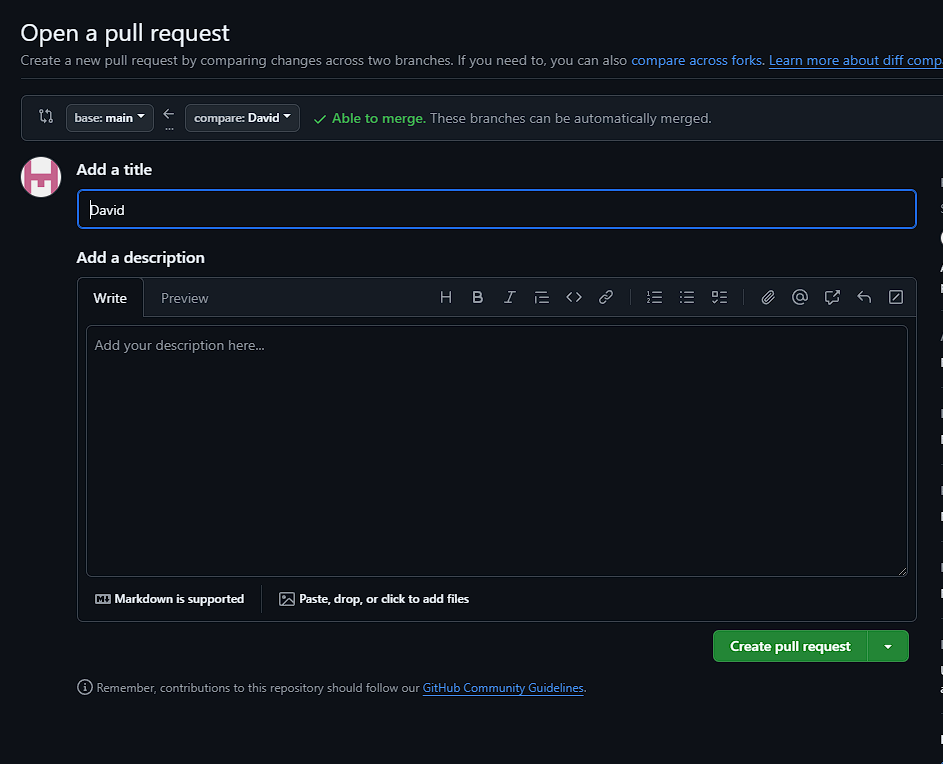 Open a pull request
Create a new pull request by comparing changes across two branches. If you need to, you can also compare across forks. Learn more about diff
base: main
compare: David
Able to merge. These branches can be automatically merged.
Add a title
David
Add a description
Write
Preview
Add your description here...
Markdown is supported
Paste, drop, or click to add files
Create pull request
Remember, contributions to this repository should follow our GitHub Community Guidelines.